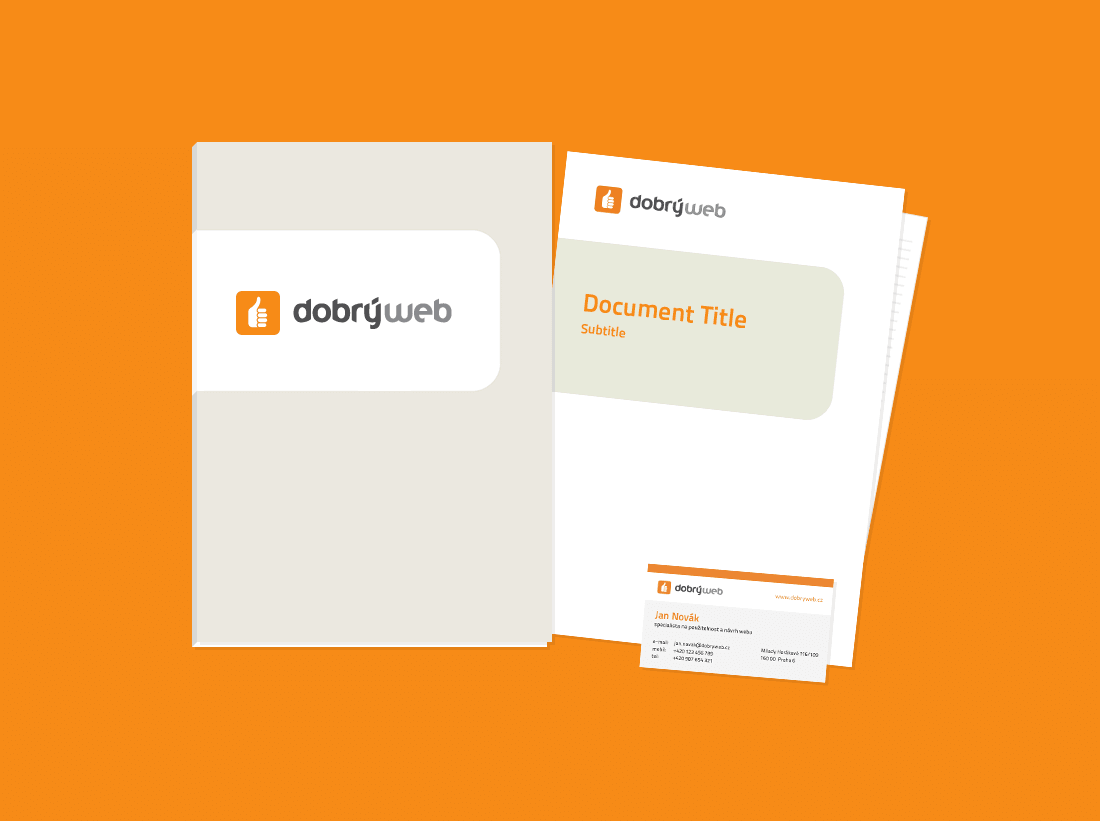 dobrýweb
dobrýweb
Document Title
Subtitle
dobrýweb
www.dobryweb.cz
Jan Novák
specialista na použitelnost a návrh webu
e-mail: jan.novak@dobryweb.cz
mobil: +420 123 456 789
tel: +420 987 654 321
Milady Horákové 116/109
160 00 Praha 6